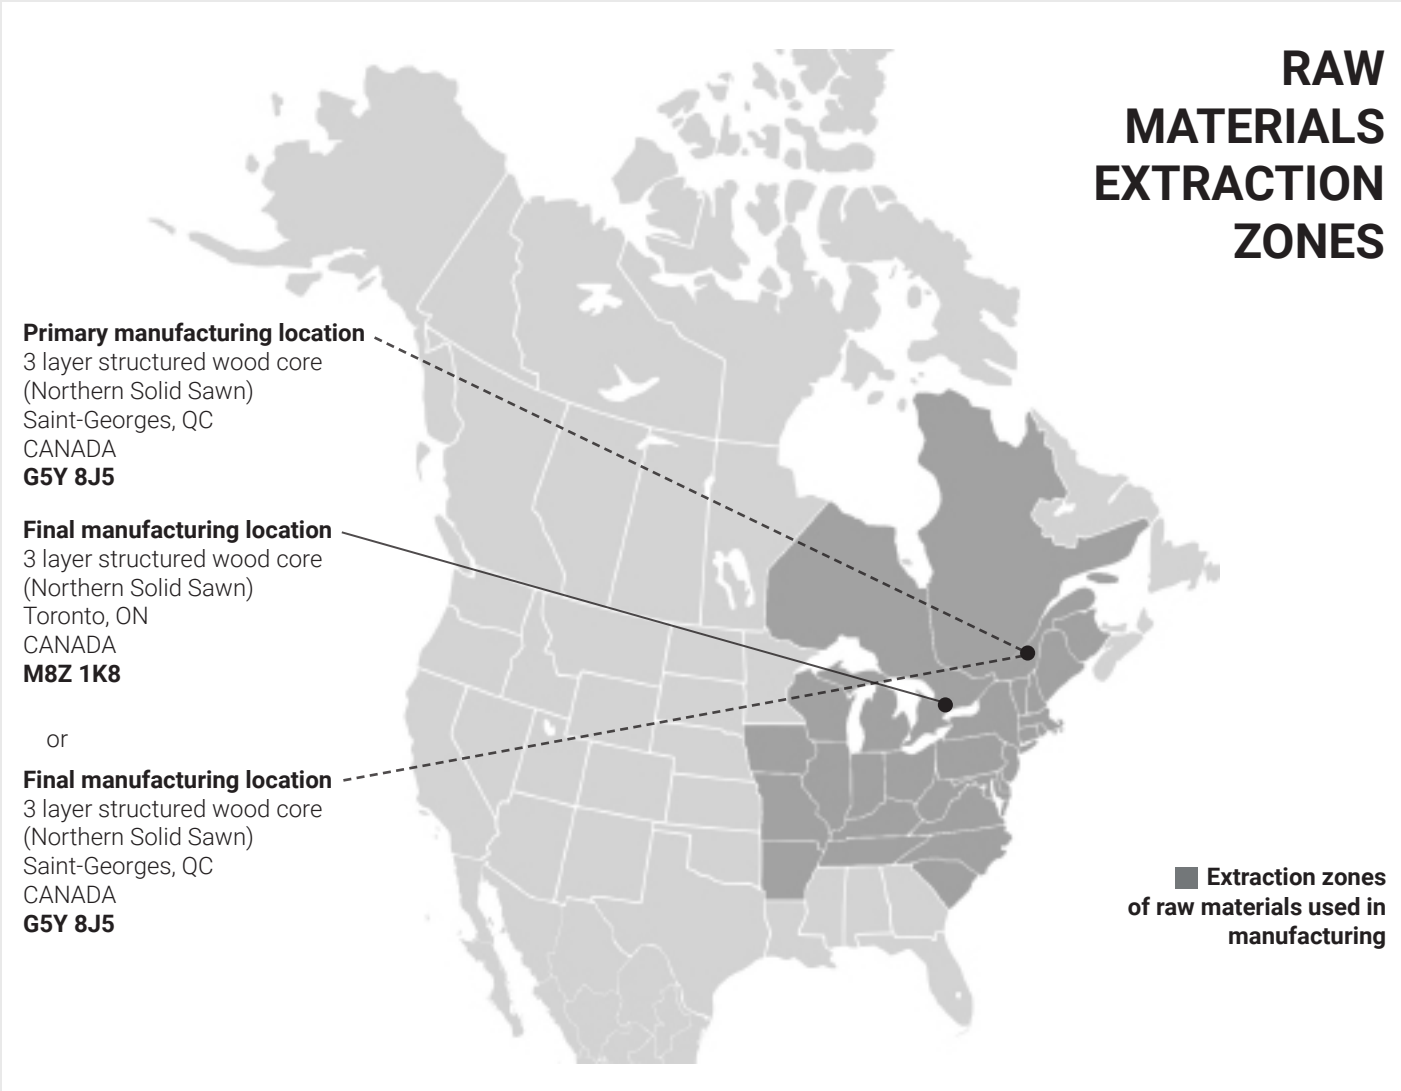 RAW
MATERIALS
EXTRACTION
ZONES
Primary manufacturing location
3 layer structured wood core
(Northern Solid Sawn)
Saint-Georges, QC
CANADA
G5Y 8J5
Final manufacturing location
3 layer structured wood core
(Northern Solid Sawn)
Toronto, ON
CANADA
M8Z 1K8
or
Final manufacturing location
3 layer structured wood core
(Northern Solid Sawn)
Saint-Georges, QC
CANADA
G5Y 8J5
Extraction zones
of raw materials used in
manufacturing